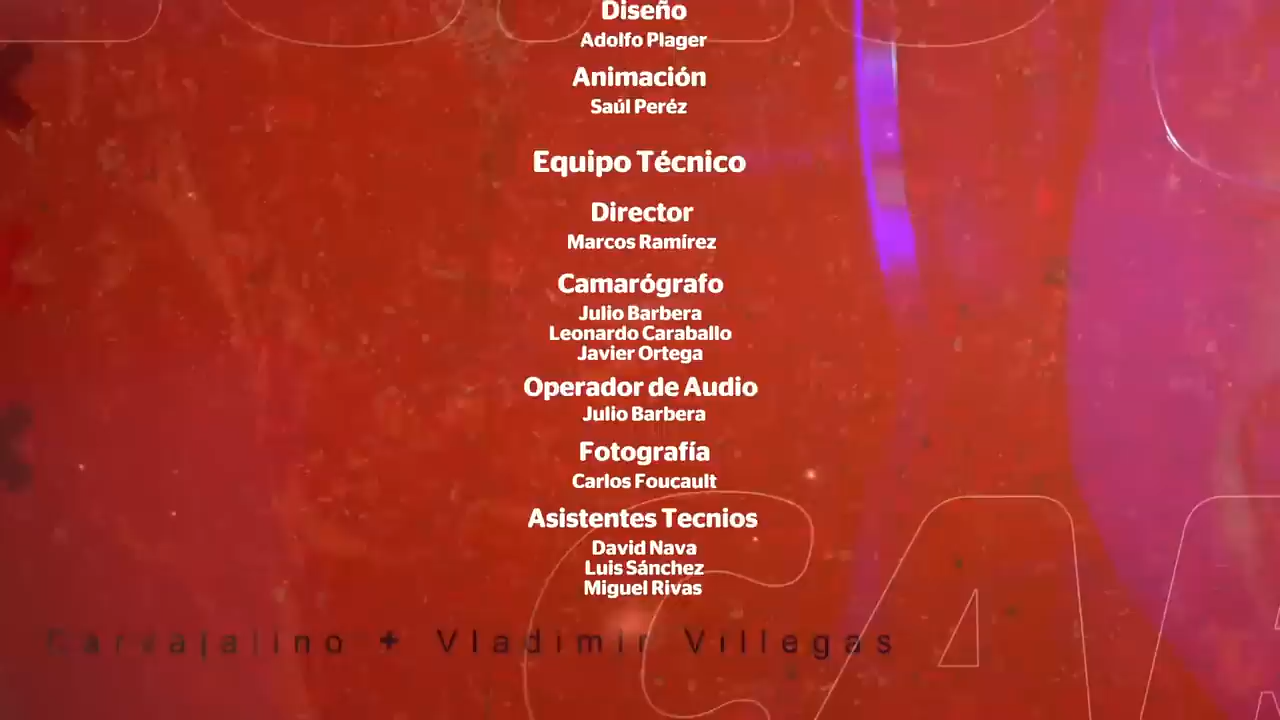 Diseño
Adolfo Plager
Animación
Saúl Peréz
Equipo Técnico
Director
Marcos Ramírez
Camarógrafo
Julio Barbera
Leonardo Caraballo
Javier Ortega
Operador de Audio
Julio Barbera
Fotografía
Carlos Foucault
Asistentes Tecnios
David Nava
Luis Sánchez
Miguel Rivas
Carvajalino + Vladimir Villegas